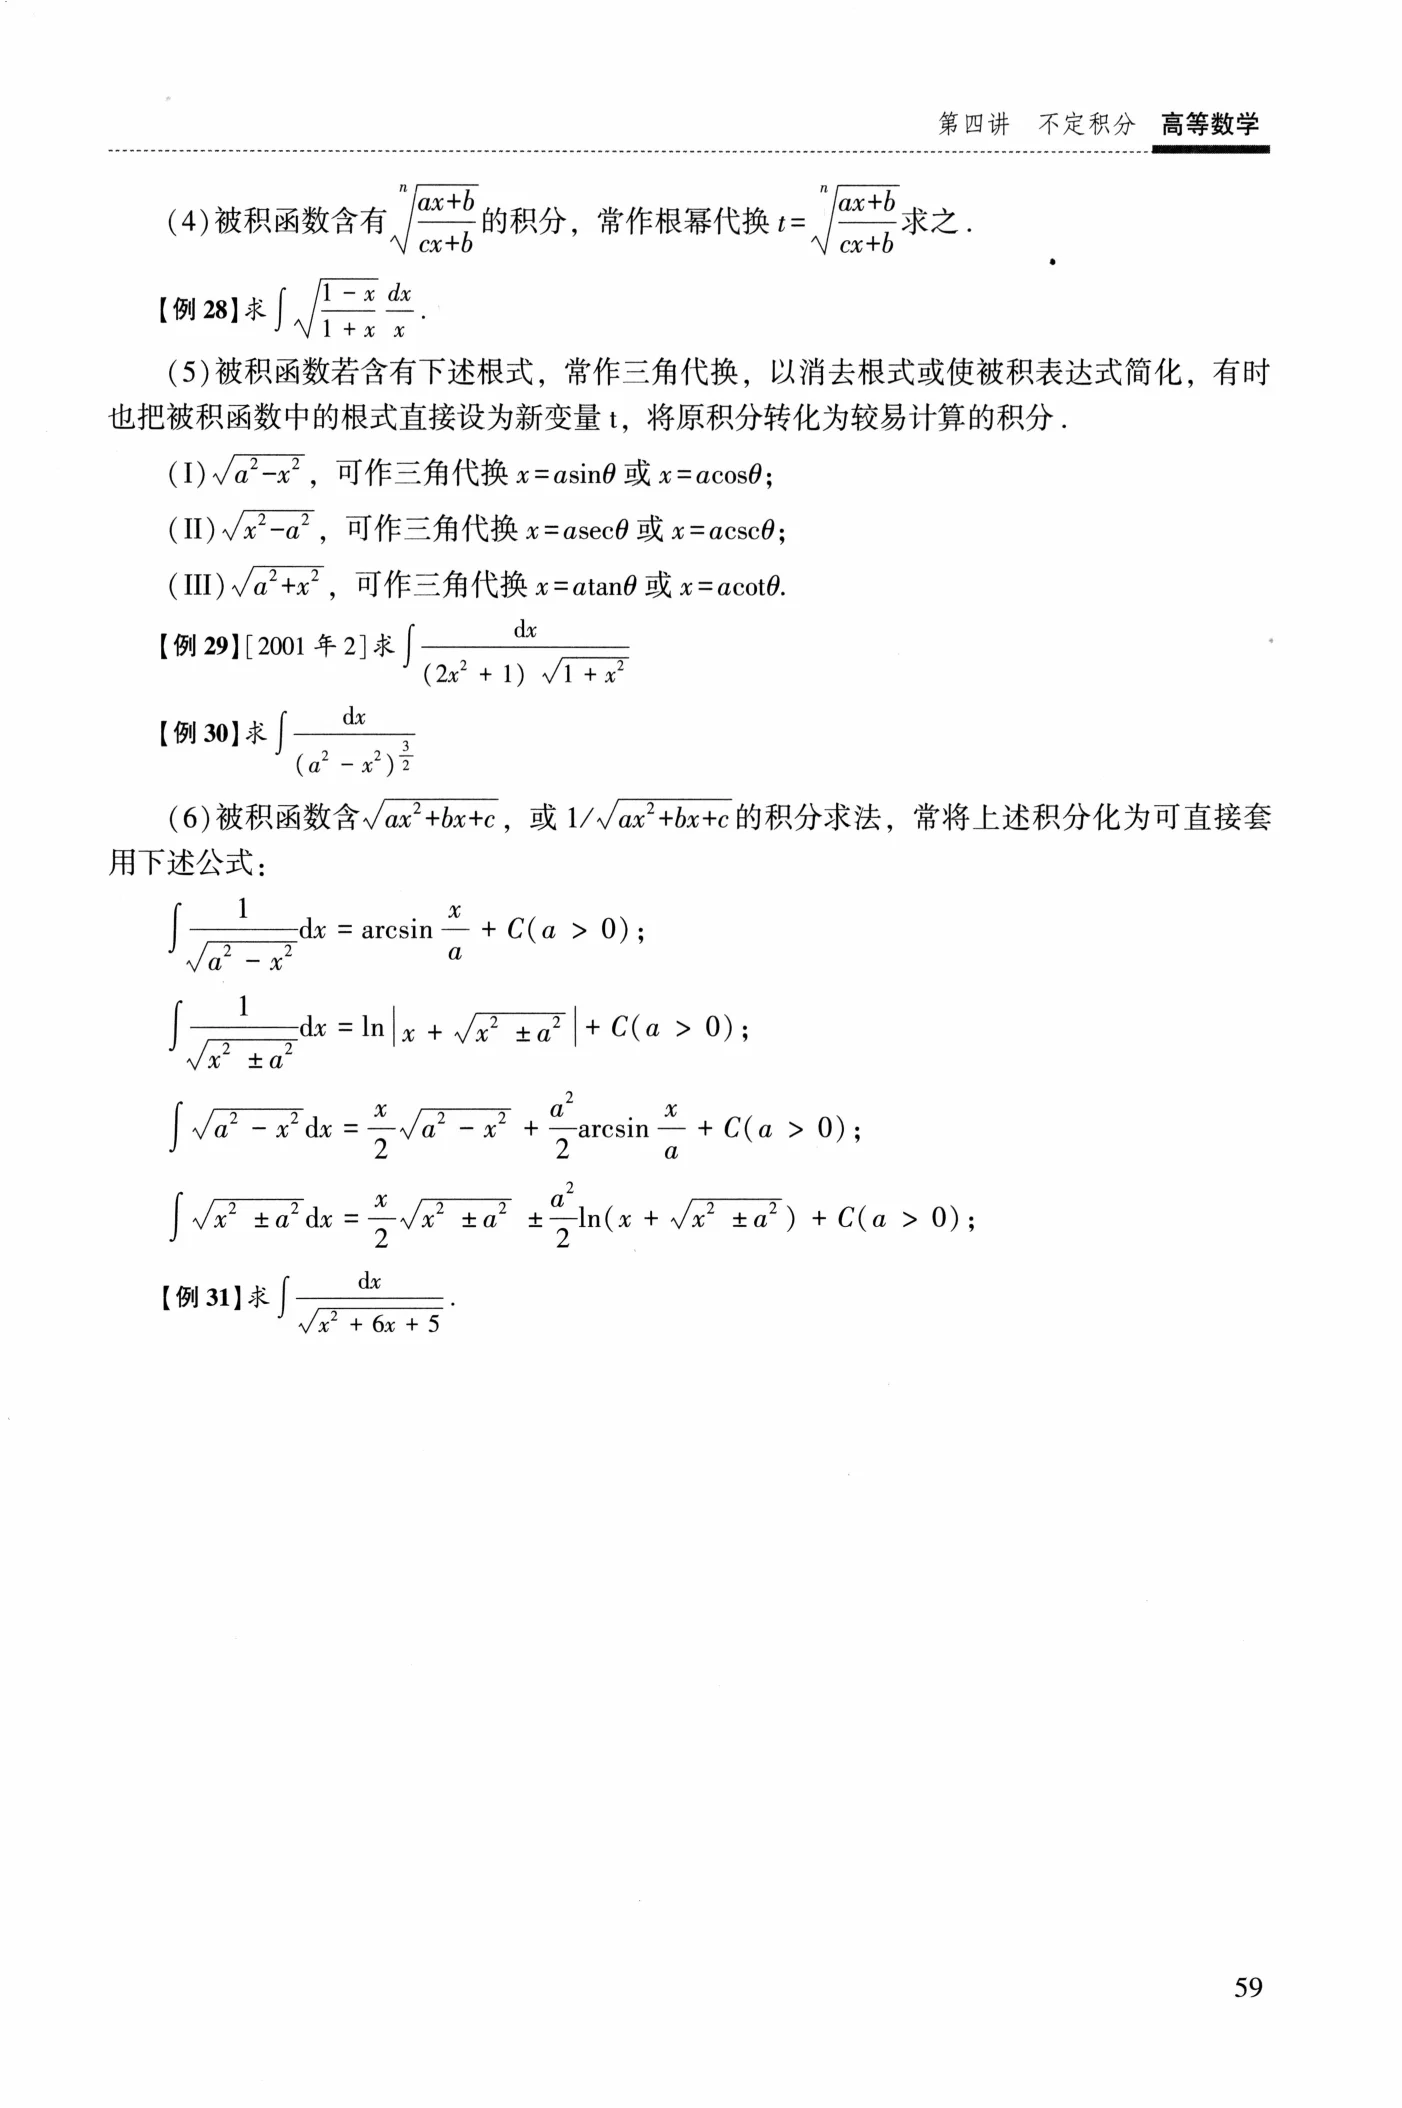 第四讲 不定积分 高等数学
(4)被积函数含有$\sqrt[n]{\frac{ax+b}{cx+b}}$的积分，常作根幂代换 t=$\sqrt[n]{\frac{ax+b}{cx+b}}$求之.
【例 28】求$\int\sqrt{\frac{1-x}{1+x}}\frac{dx}{x}$.
(5)被积函数若含有下述根式，常作三角代换，以消去根式或使被积表达式简化，有时
也把被积函数中的根式直接设为新变量 t，将原积分转化为较易计算的积分.
(I)$\sqrt{a^2-x^2}$，可作三角代换 x=asinθ 或 x=acosθ;
(II)$\sqrt{x^2-a^2}$，可作三角代换 x=asecθ 或 x=acscθ;
(III)$\sqrt{a^2+x^2}$，可作三角代换 x=atanθ 或 x=acotθ.
【例 29】[2001 年 2]求$\int\frac{dx}{(2x^2+1)\sqrt{1+x^2}}$
【例 30】求$\int\frac{dx}{(a^2-x^2)^{\frac{3}{2}}}$
(6)被积函数含$\sqrt{ax^2+bx+c}$，或 1/$\sqrt{ax^2+bx+c}$的积分求法，常将上述积分化为可直接套
用下述公式：
$\int\frac{1}{\sqrt{a^2-x^2}}dx=\arcsin\frac{x}{a}+C(a>0)$;
$\int\frac{1}{\sqrt{x^2\pm a^2}}dx=\ln\left|x+\sqrt{x^2\pm a^2}\right|+C(a>0)$;
$\int\sqrt{a^2-x^2}dx=\frac{x}{2}\sqrt{a^2-x^2}+\frac{a^2}{2}\arcsin\frac{x}{a}+C(a>0)$;
$\int\sqrt{x^2\pm a^2}dx=\frac{x}{2}\sqrt{x^2\pm a^2}\pm\frac{a^2}{2}\ln(x+\sqrt{x^2\pm a^2})+C(a>0)$;
【例 31】求$\int\frac{dx}{\sqrt{x^2+6x+5}}$.
59